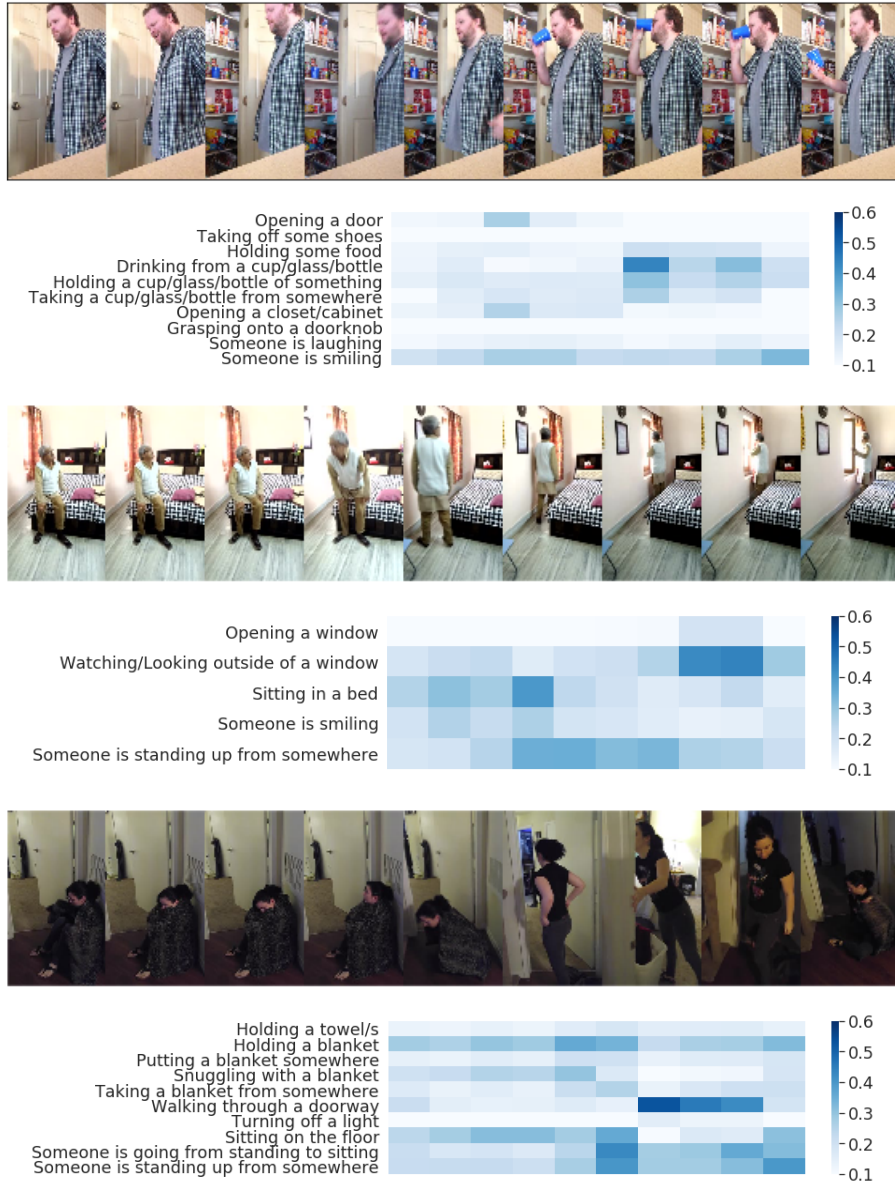 Opening a door
Taking off some shoes
Holding some food
Drinking from a cup/glass/bottle
Holding a cup/glass/bottle of something
Taking a cup/glass/bottle from somewhere
Opening a closet/cabinet
Grasping onto a doorknob
Someone is laughing
Someone is smiling
0.6
0.5
0.4
0.3
0.2
0.1
Opening a window
Watching/Looking outside of a window
Sitting in a bed
Someone is smiling
Someone is standing up from somewhere
0.6
0.5
0.4
0.3
0.2
0.1
Holding a towel/s
Holding a blanket
Putting a blanket somewhere
Snuggling with a blanket
Taking a blanket from somewhere
Walking through a doorway
Turning off a light
Sitting on the floor
Someone is going from standing to sitting
Someone is standing up from somewhere
0.6
0.5
0.4
0.3
0.2
0.1